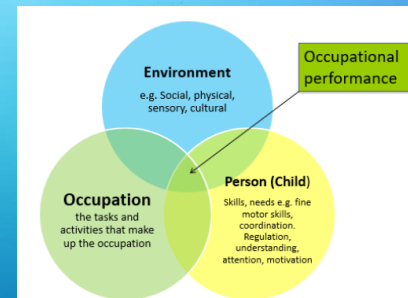 Occupational
performance
Environment
e.g. Social, physical,
sensory, cultural
Occupation
the tasks and
activities that make
up the occupation
Person (Child)
Skills, needs e.g. fine
motor skills,
coordination.
Regulation,
understanding,
attention, motivation